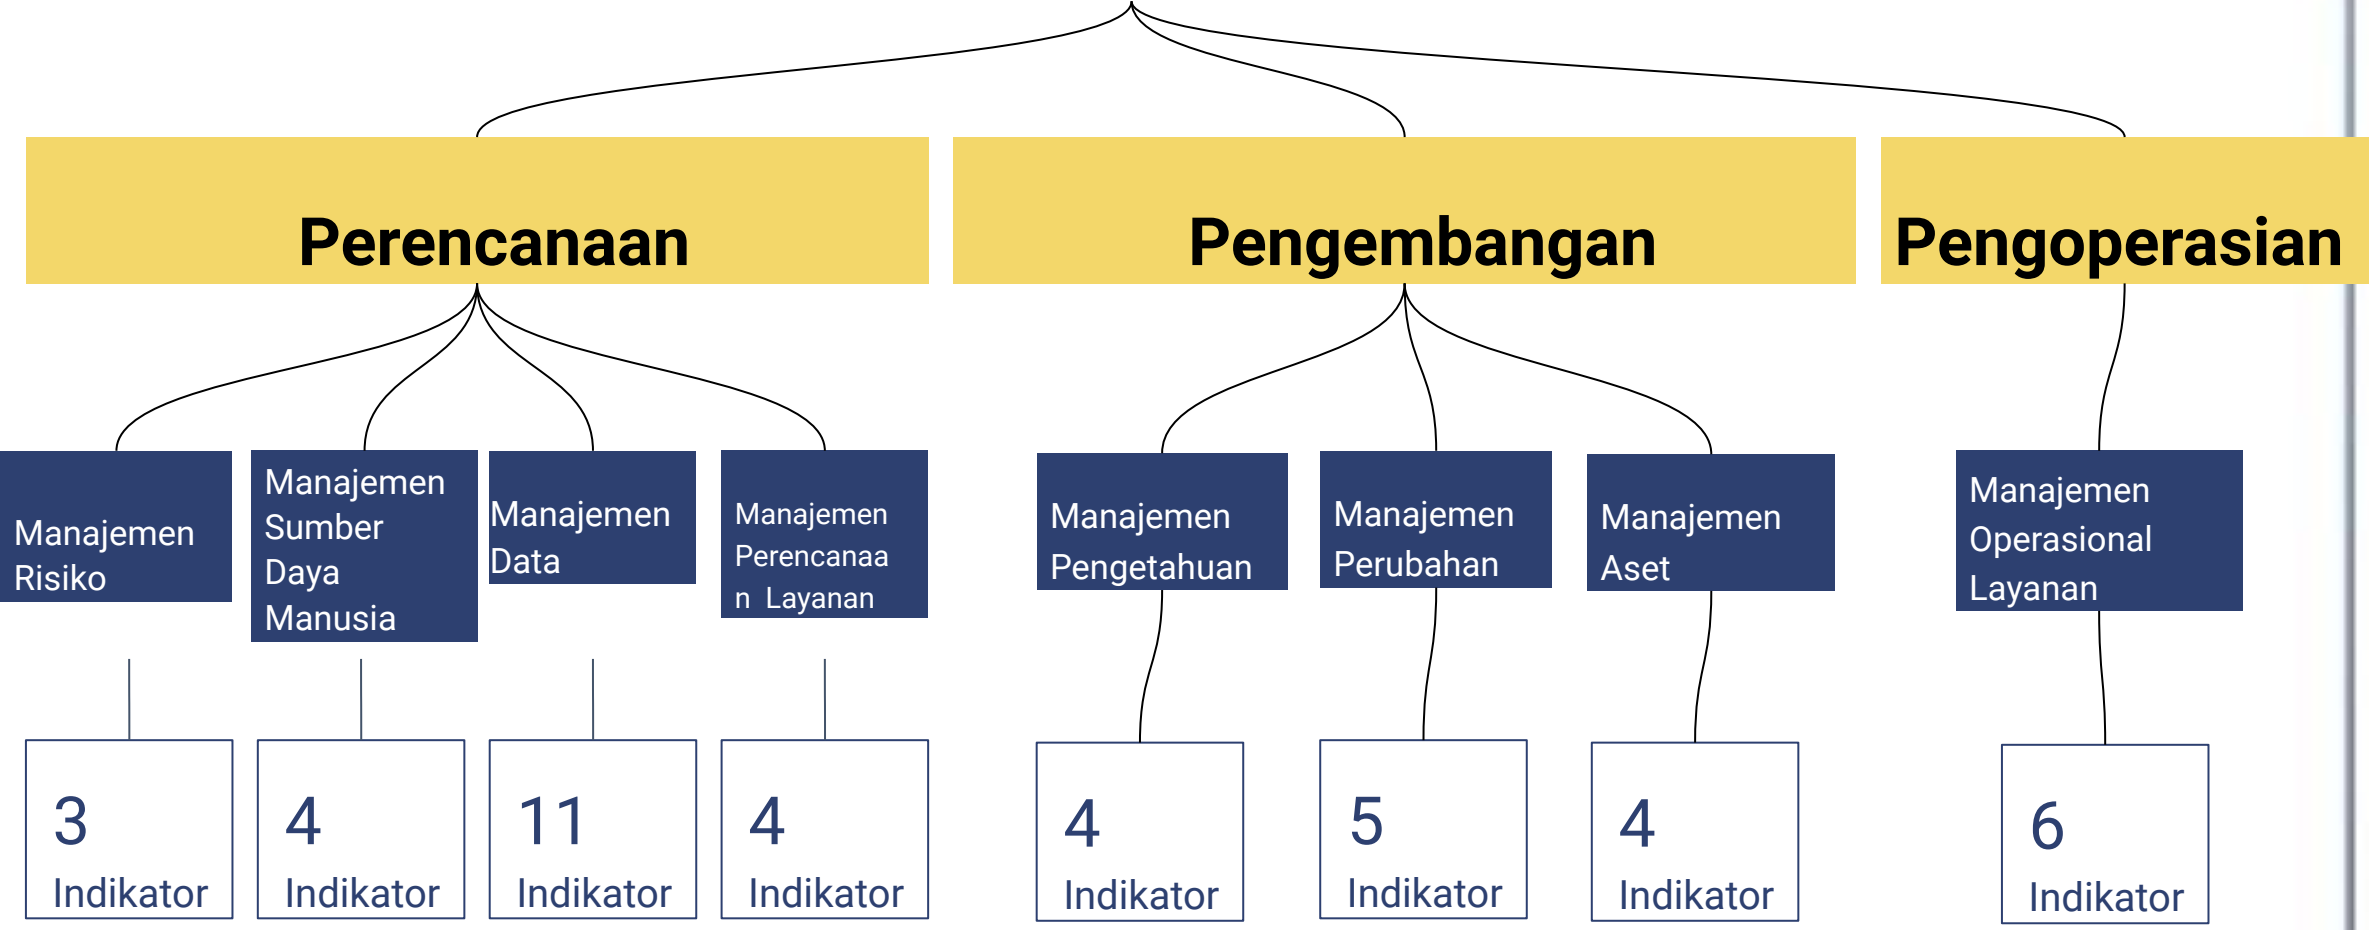 Perencanaan
Pengembangan
Pengoperasian
Manajemen
Risiko
Manajemen
Sumber
Daya
Manusia
Manajemen
Data
Manajemen
Perencanaa
n Layanan
Manajemen
Pengetahuan
Manajemen
Perubahan
Manajemen
Aset
Manajemen
Operasional
Layanan
3
Indikator
4
Indikator
11
Indikator
4
Indikator
4
Indikator
5
Indikator
4
Indikator
6
Indikator